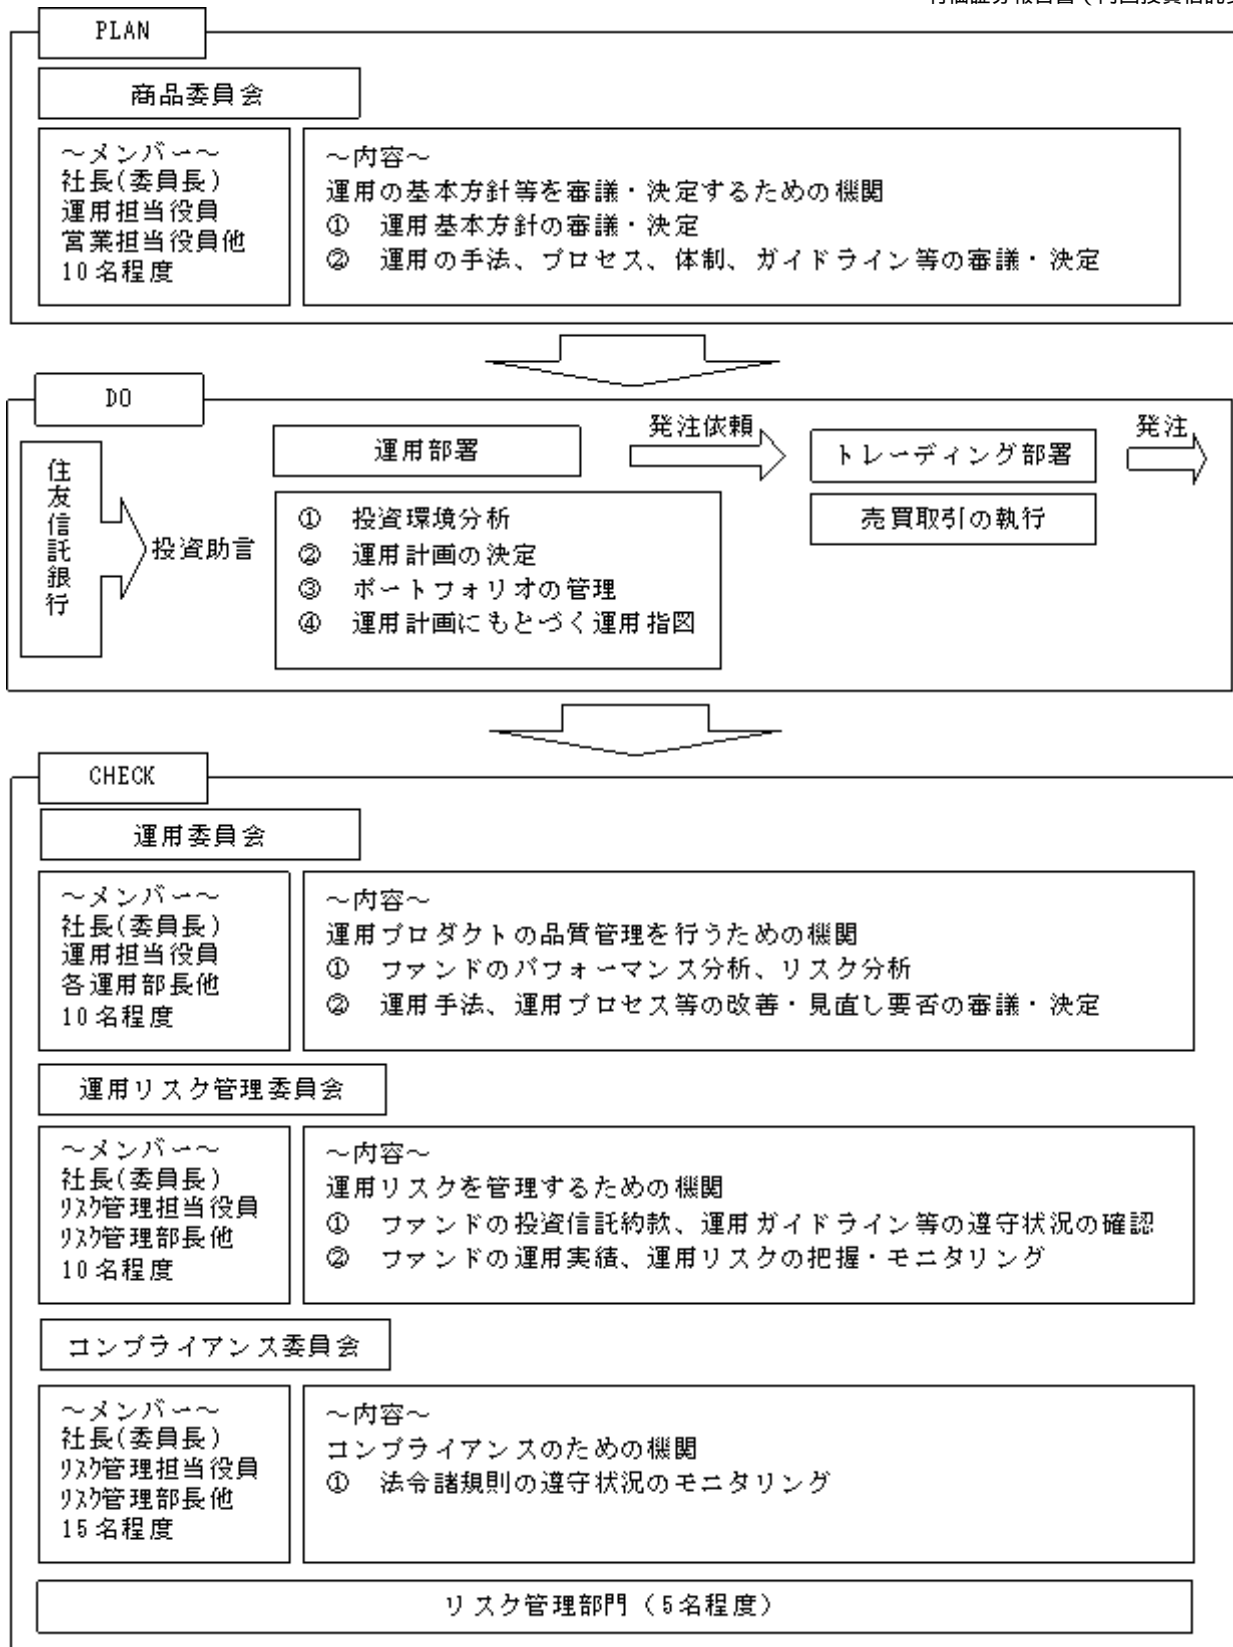 PLAN
商品委員会
～メンバー～
社長(委員長)
運用担当役員
営業担当役員他
10名程度
～内容～
運用の基本方針等を審議・決定するための機関
① 運用基本方針の審議・決定
② 運用の手法、プロセス、体制、ガイドライン等の審議・決定
DO
住友信託銀行
投資助言
運用部署
① 投資環境分析
② 運用計画の決定
③ ポートフォリオの管理
④ 運用計画にもとづく運用指図
発注依頼
トレーディング部署
売買取引の執行
発注
CHECK
運用委員会
～メンバー～
社長(委員長)
運用担当役員
各運用部長他
10名程度
～内容～
運用プロダクトの品質管理を行うための機関
① ファンドのパフォーマンス分析、リスク分析
② 運用手法、運用プロセス等の改善・見直し要否の審議・決定
運用リスク管理委員会
～メンバー～
社長(委員長)
ﾘｽｸ管理担当役員
ﾘｽｸ管理部長他
10名程度
～内容～
運用リスクを管理するための機関
① ファンドの投資信託約款、運用ガイドライン等の遵守状況の確認
② ファンドの運用実績、運用リスクの把握・モニタリング
コンプライアンス委員会
～メンバー～
社長(委員長)
ﾘｽｸ管理担当役員
ﾘｽｸ管理部長他
15名程度
～内容～
コンプライアンスのための機関
① 法令諸規則の遵守状況のモニタリング
リスク管理部門（5名程度）